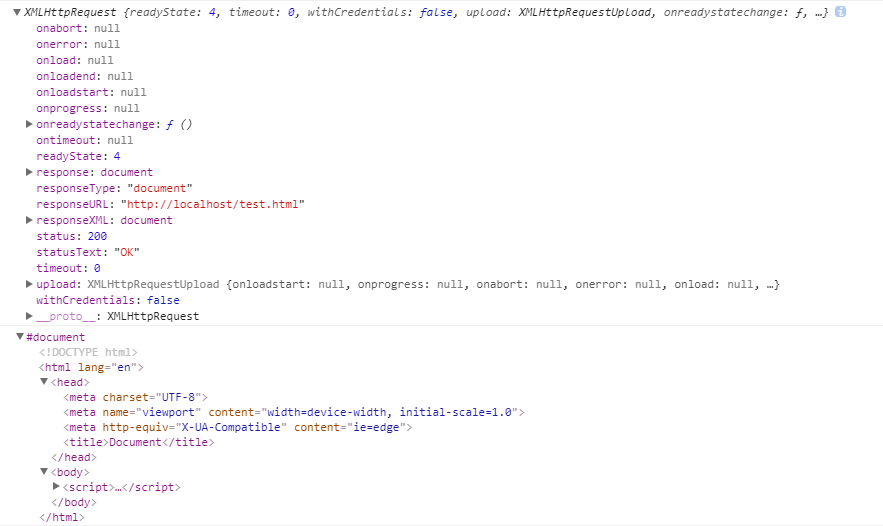 ▼XMLHttpRequest {readyState: 4, timeout: 0, withCredentials: false, upload: XMLHttpRequestUpload, onreadystatechange: ƒ, …} i
onabort: null
onerror: null
onload: null
onloadend: null
onloadstart: null
onprogress: null
▶onreadystatechange: ƒ ()
ontimeout: null
readyState: 4
▶response: document
responseType: "document"
responseURL: "http://localhost/test.html"
▶responseXML: document
status: 200
statusText: "OK"
timeout: 0
▶upload: XMLHttpRequestUpload {onloadstart: null, onprogress: null, onabort: null, onerror: null, onload: null, …}
withCredentials: false
▶__proto__: XMLHttpRequest
▼#document
<!DOCTYPE html>
<html lang="en">
▼<head>
<meta charset="UTF-8">
<meta name="viewport" content="width=device-width, initial-scale=1.0">
<meta http-equiv="X-UA-Compatible" content="ie=edge">
<title>Document</title>
</head>
▼<body>
▶<script>…</script>
</body>
</html>